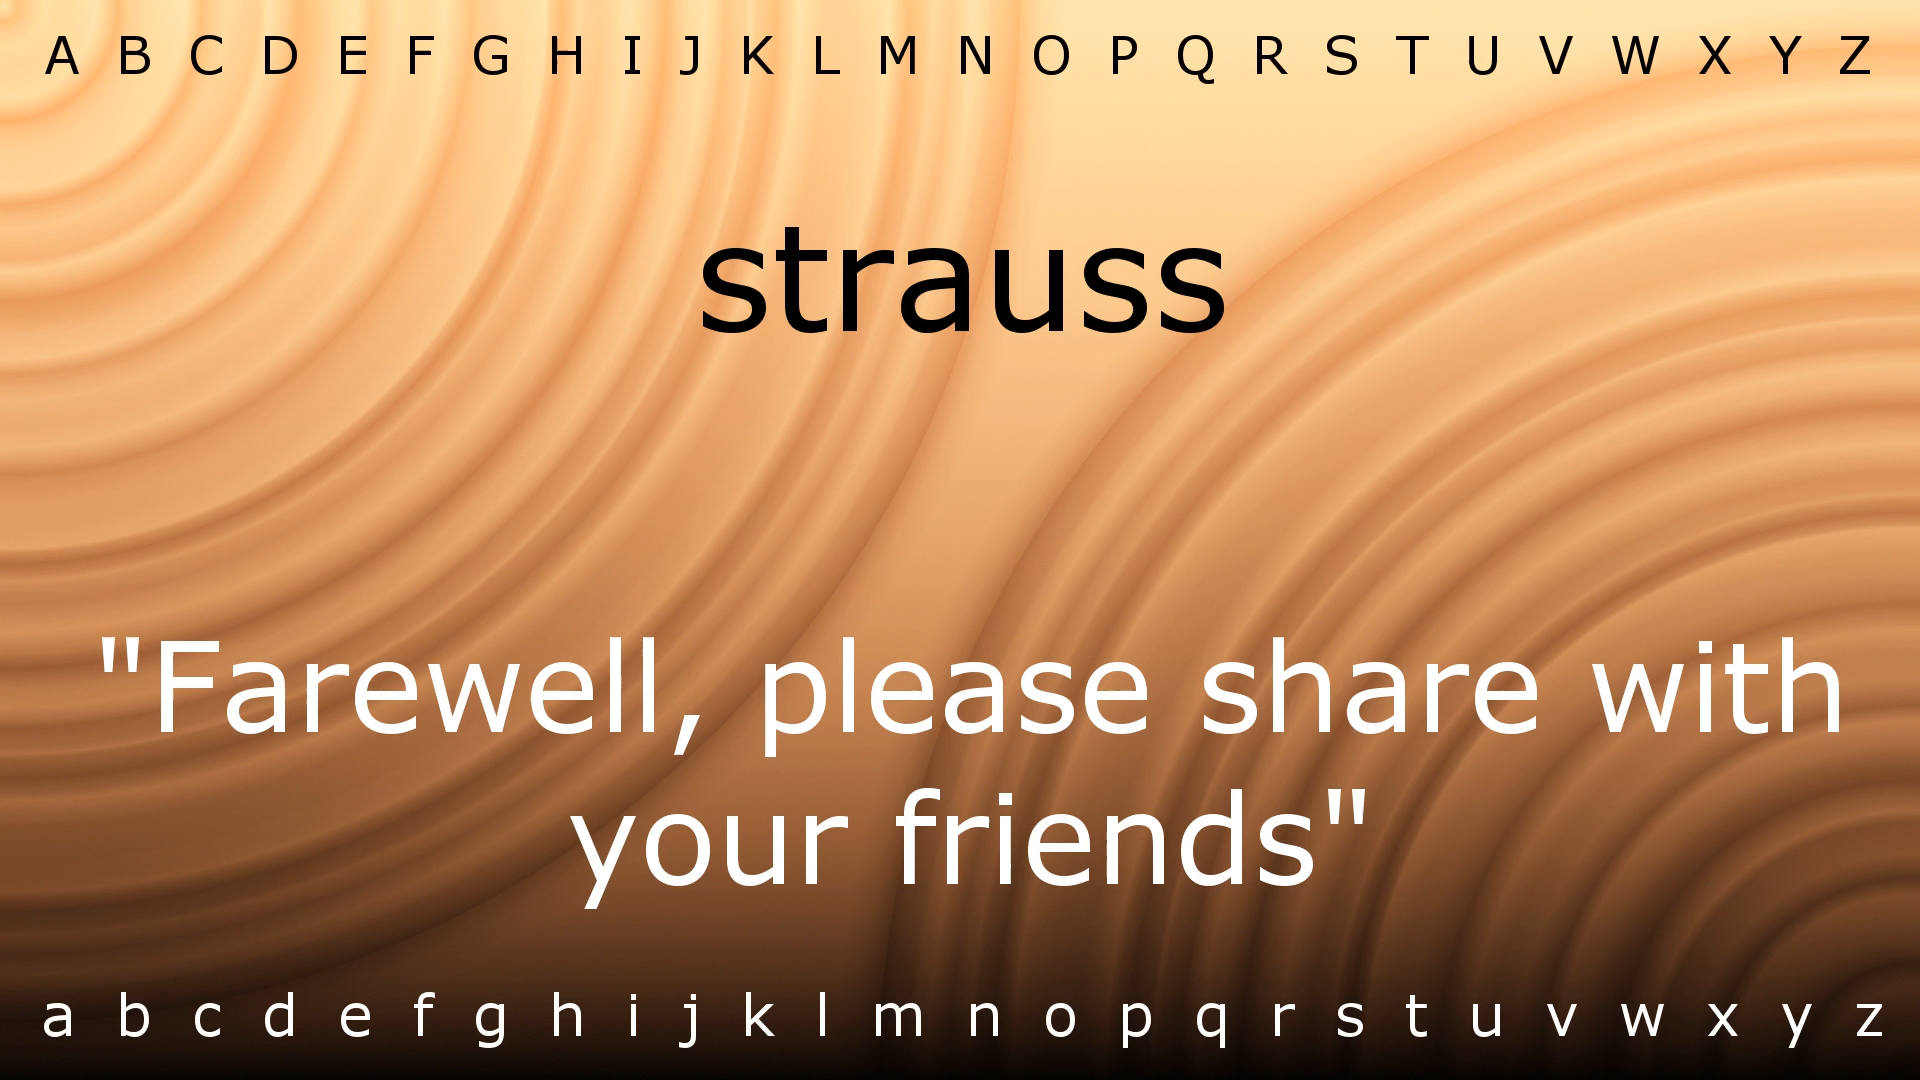 A B C D E F G H I J K L M N O P Q R S T U V W X Y Z
strauss
"Farewell, please share with
your friends"
a b c d e f g h i j k l m n o p q r s t u v w x y z